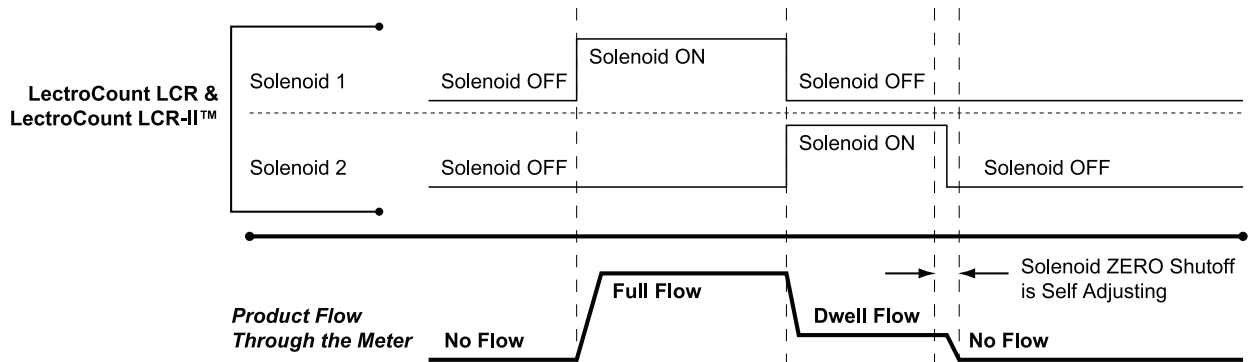 LectroCount LCR &
LectroCount LCR-II™
Solenoid 1
Solenoid OFF
Solenoid ON
Solenoid OFF
Solenoid 2
Solenoid OFF
Solenoid ON
Solenoid OFF
Solenoid ZERO Shutoff
is Self Adjusting
Product Flow
Through the Meter
No Flow
Full Flow
Dwell Flow
No Flow